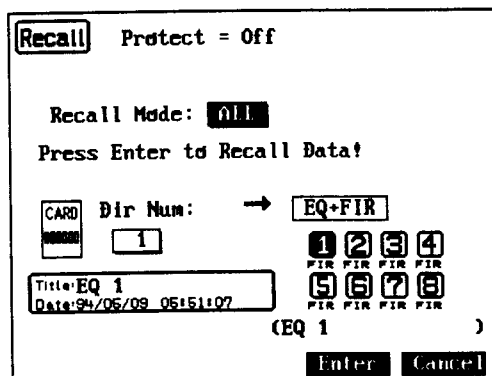 Recall Protect = Off
Recall Mode: ALL
Press Enter to Recall Data!
CARD Dir Num: → EQ+FIR
1
1 2 3 4
FIR FIR FIR FIR
5 6 7 8
FIR FIR FIR FIR
Title:EQ 1
Date:94/05/09 05:51:07
(EQ 1 )
Enter Cancel